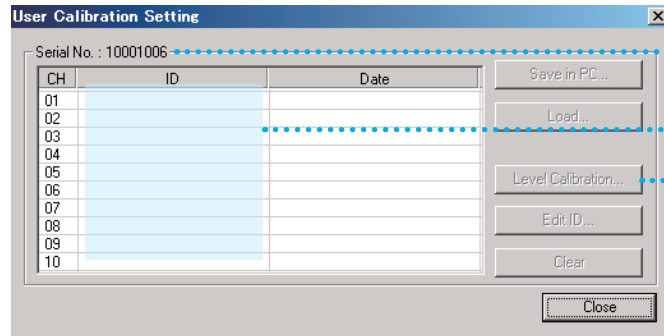 User Calibration Setting
Serial No. : 10001006
CH ID Date
Save in PC...
01
02
Load...
03
04
05
Level Calibration...
06
07
08
Edit ID...
09
10
Clear
Close